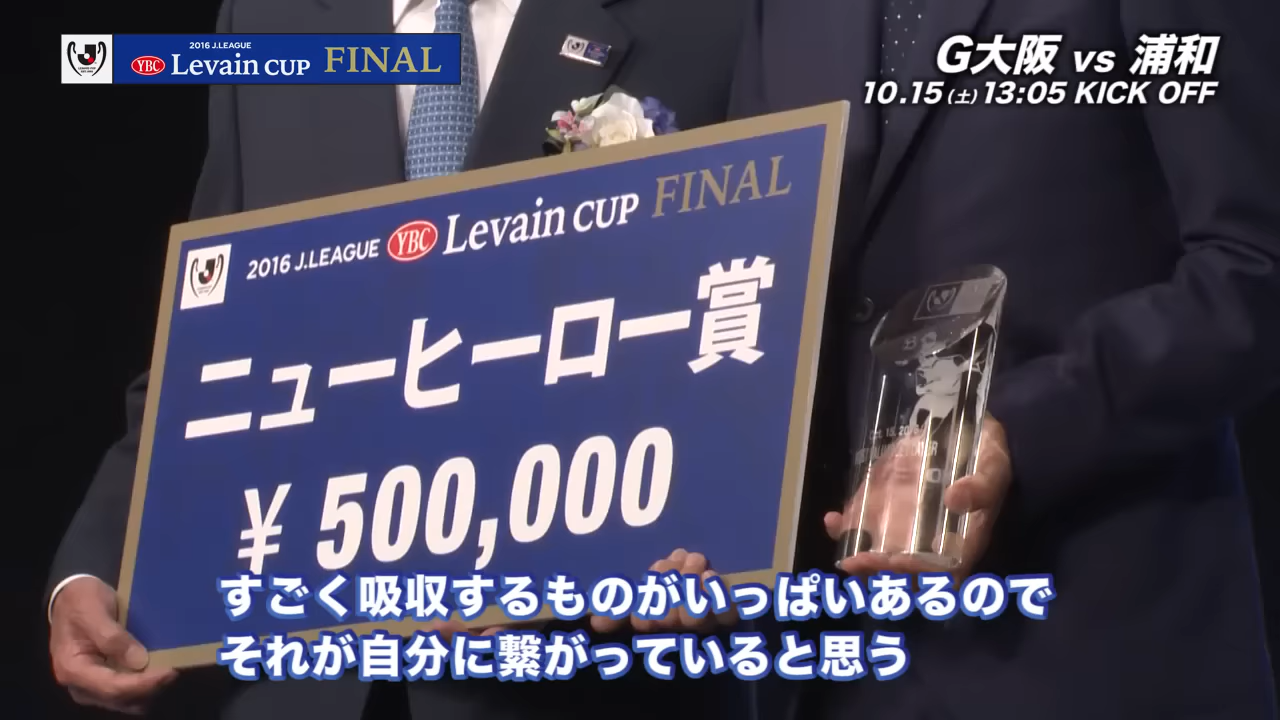 2016 J.LEAGUE
YBC Levain CUP FINAL
G大阪 vs 浦和
10.15(土)13:05 KICK OFF
2016 J.LEAGUE YBC Levain CUP FINAL
ニューヒーロー賞
¥ 500,000
すごく吸収するものがいっぱいあるので
それが自分に繋がっていると思う